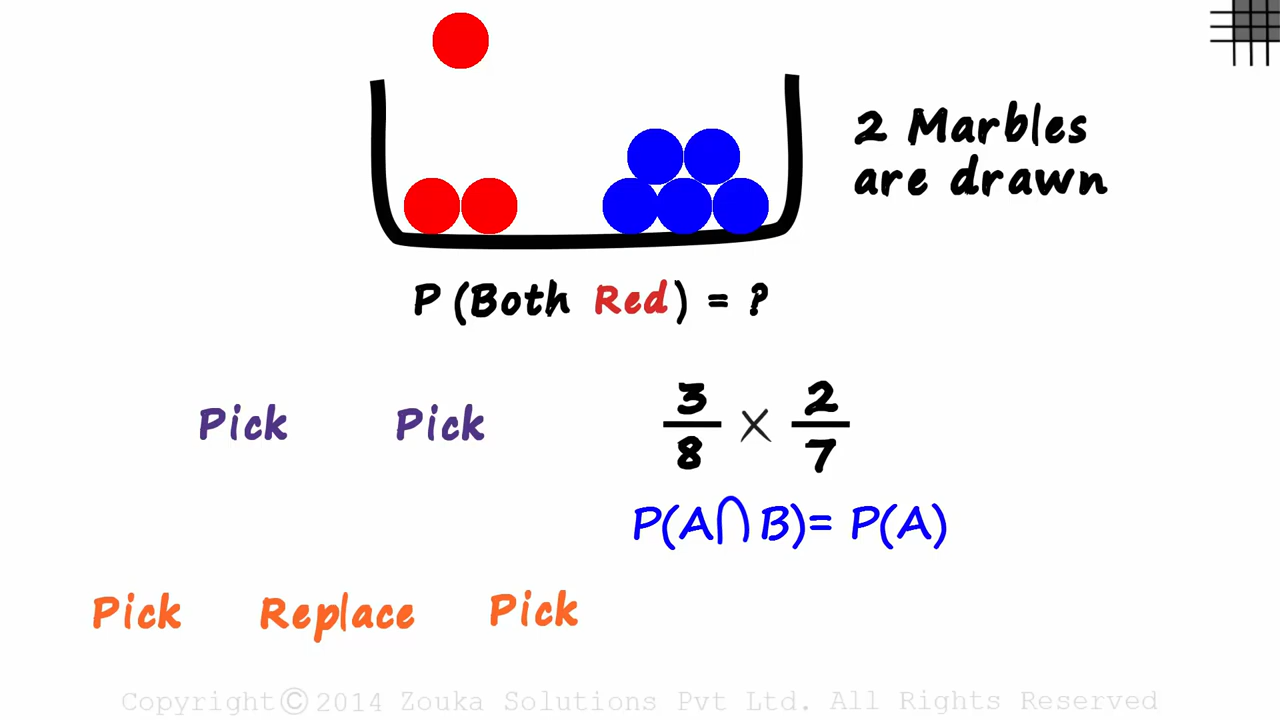 2 Marbles
are drawn
P (Both Red) = ?
Pick Pick
3/8 × 2/7
P(A∩B)= P(A)
Pick Replace Pick
Copyright©2014 Zouka Solutions Pvt Ltd. All Rights Reserved